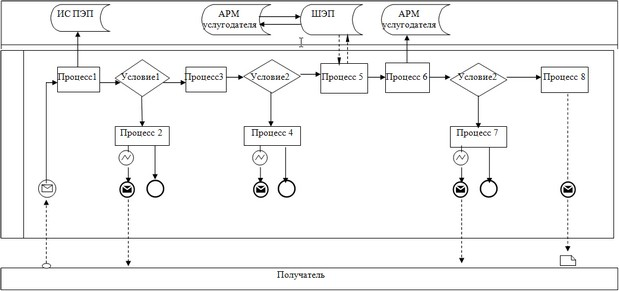 ИС ПЭП
АРМ
услугодателя
ШЭП
АРМ
услугодателя
Процесс1
Условие1
Процесс3
Условие2
Процесс 5
Процесс 6
Условие2
Процесс 8
Процесс 2
Процесс 4
Процесс 7
Получатель